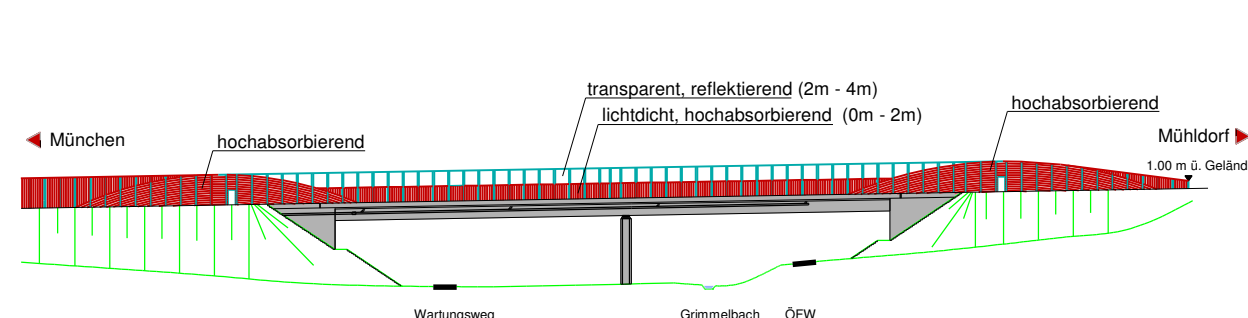 transparent, reflektierend (2m - 4m)
lichtdicht, hochabsorbierend (0m - 2m)
hochabsorbierend
München
hochabsorbierend
Mühldorf
1.00 m ü. Geländ
Wartungsweg
Grimmelbach
ÖFW